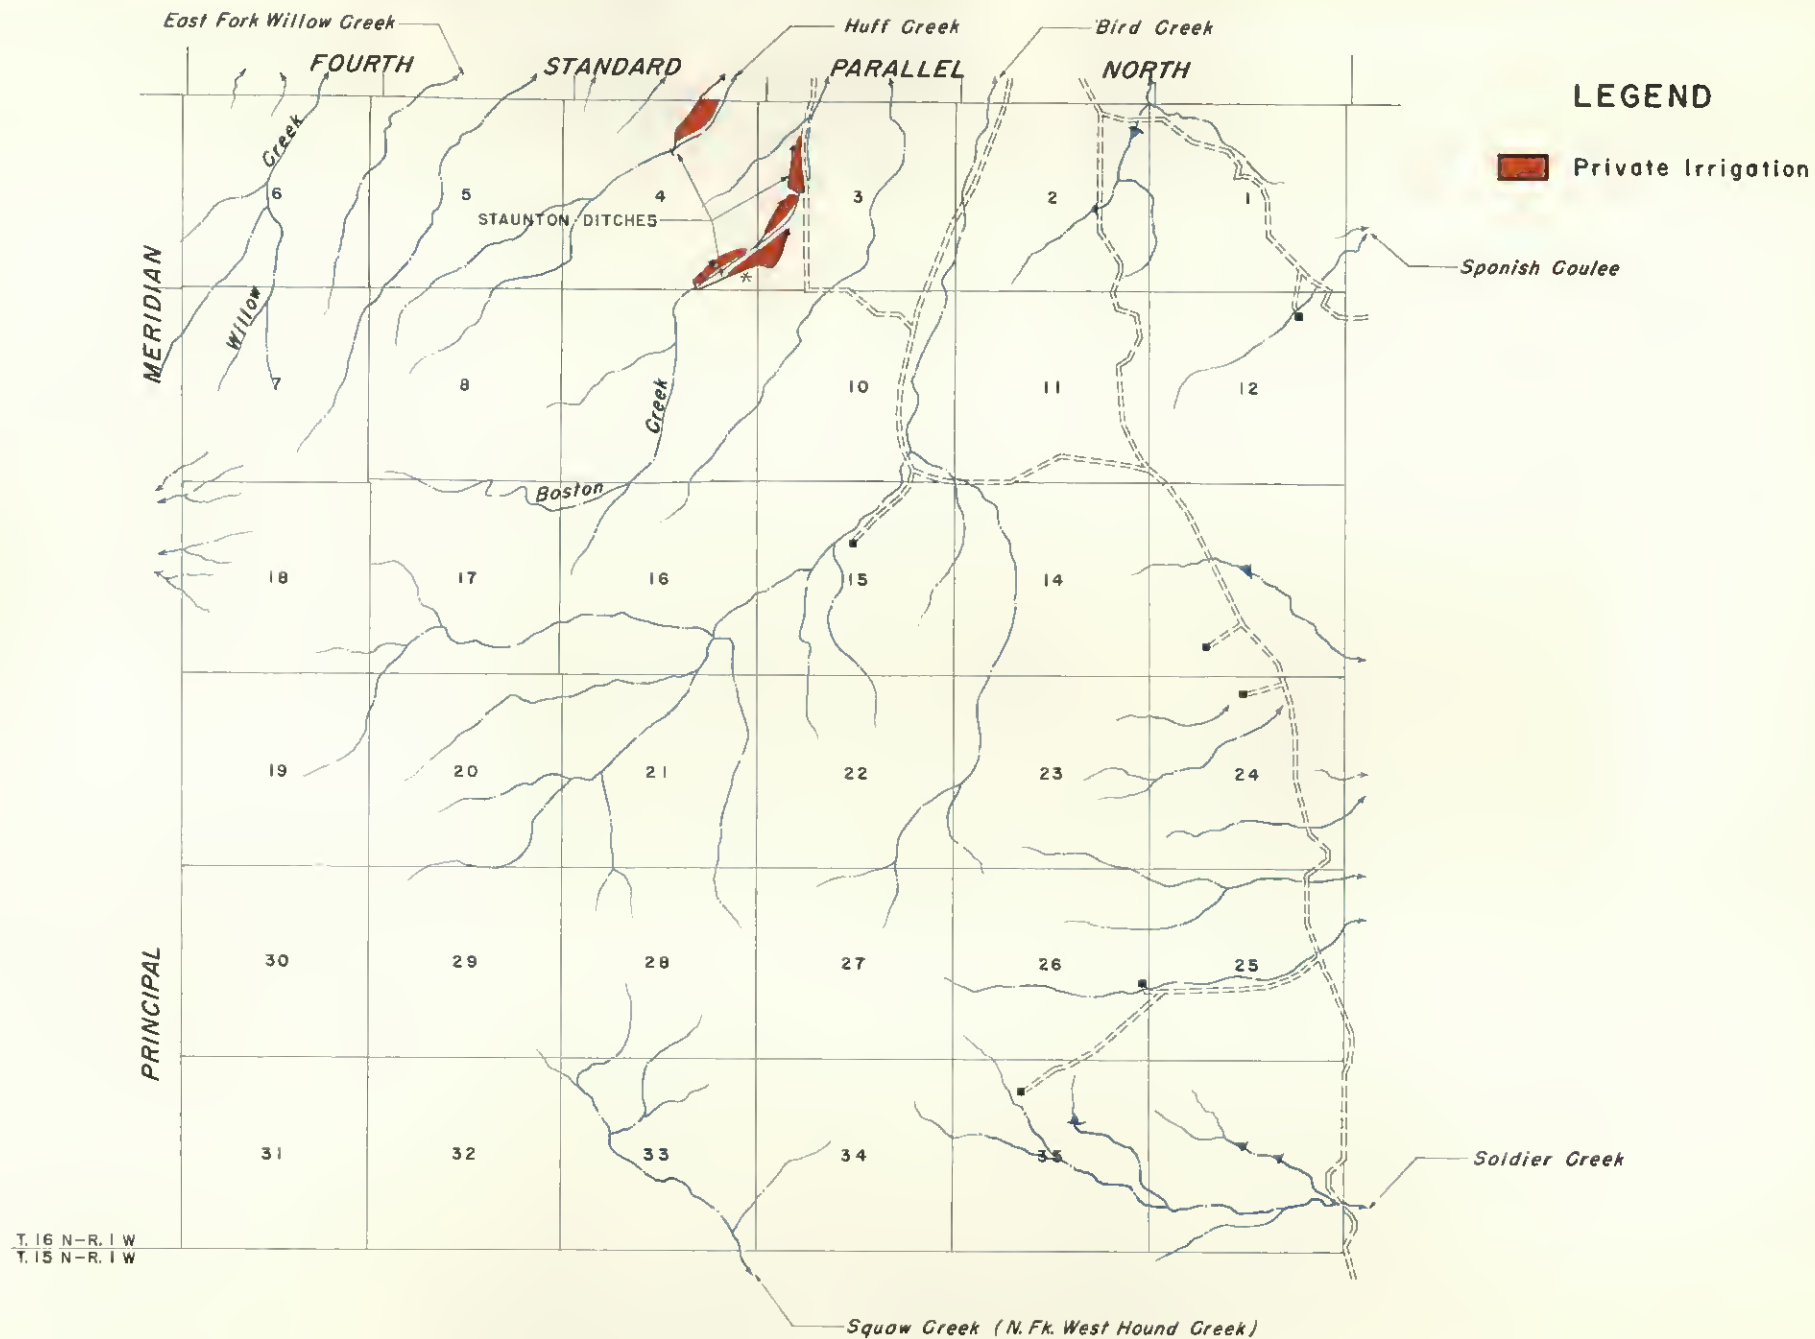 East Fork Willow Creek
Huff Creek
Bird Creek
FOURTH STANDARD PARALLEL NORTH
LEGEND
Private Irrigation
Creek
6 5 4 3 2 1
STAUNTON DITCHES
*
Spanish Coulee
MERIDIAN
Willow
7 8 10 11 12
Creek
Boston
18 17 16 15 14
19 20 21 22 23 24
30 29 28 27 26 25
PRINCIPAL
31 32 33 34 35
Soldier Creek
T. 16 N-R. 1 W
T. 15 N-R. 1 W
Squaw Creek (N. Fk. West Hound Creek)